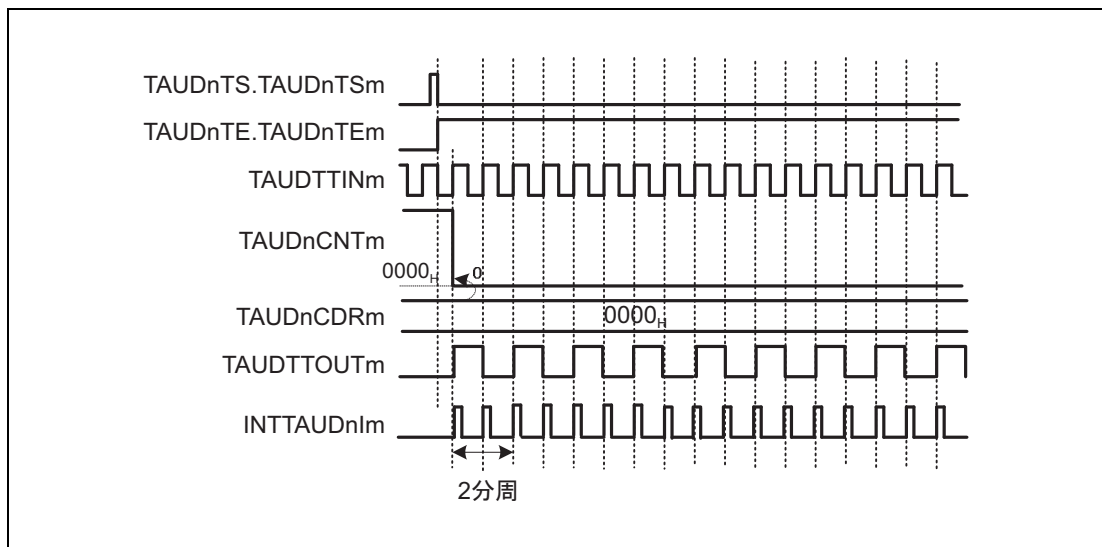 TAUDnTS.TAUDnTSm
TAUDnTE.TAUDnTEm
TAUDTTINm
TAUDnCNTm
0000H
0
TAUDnCDRm
0000H
TAUDTTOUTm
INTTAUDnIm
2分周